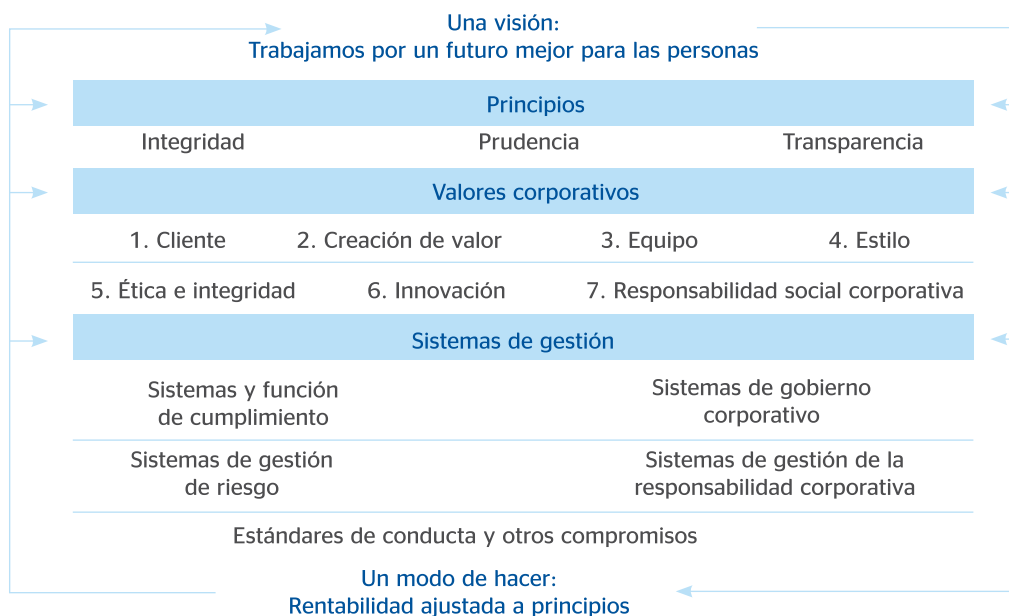 Una visión:
Trabajamos por un futuro mejor para las personas
Principios
Integridad Prudencia Transparencia
Valores corporativos
1. Cliente 2. Creación de valor 3. Equipo 4. Estilo
5. Ética e integridad 6. Innovación 7. Responsabilidad social corporativa
Sistemas de gestión
Sistemas y función
de cumplimiento
Sistemas de gobierno
corporativo
Sistemas de gestión
de riesgo
Sistemas de gestión de la
responsabilidad corporativa
Estándares de conducta y otros compromisos
Un modo de hacer:
Rentabilidad ajustada a principios